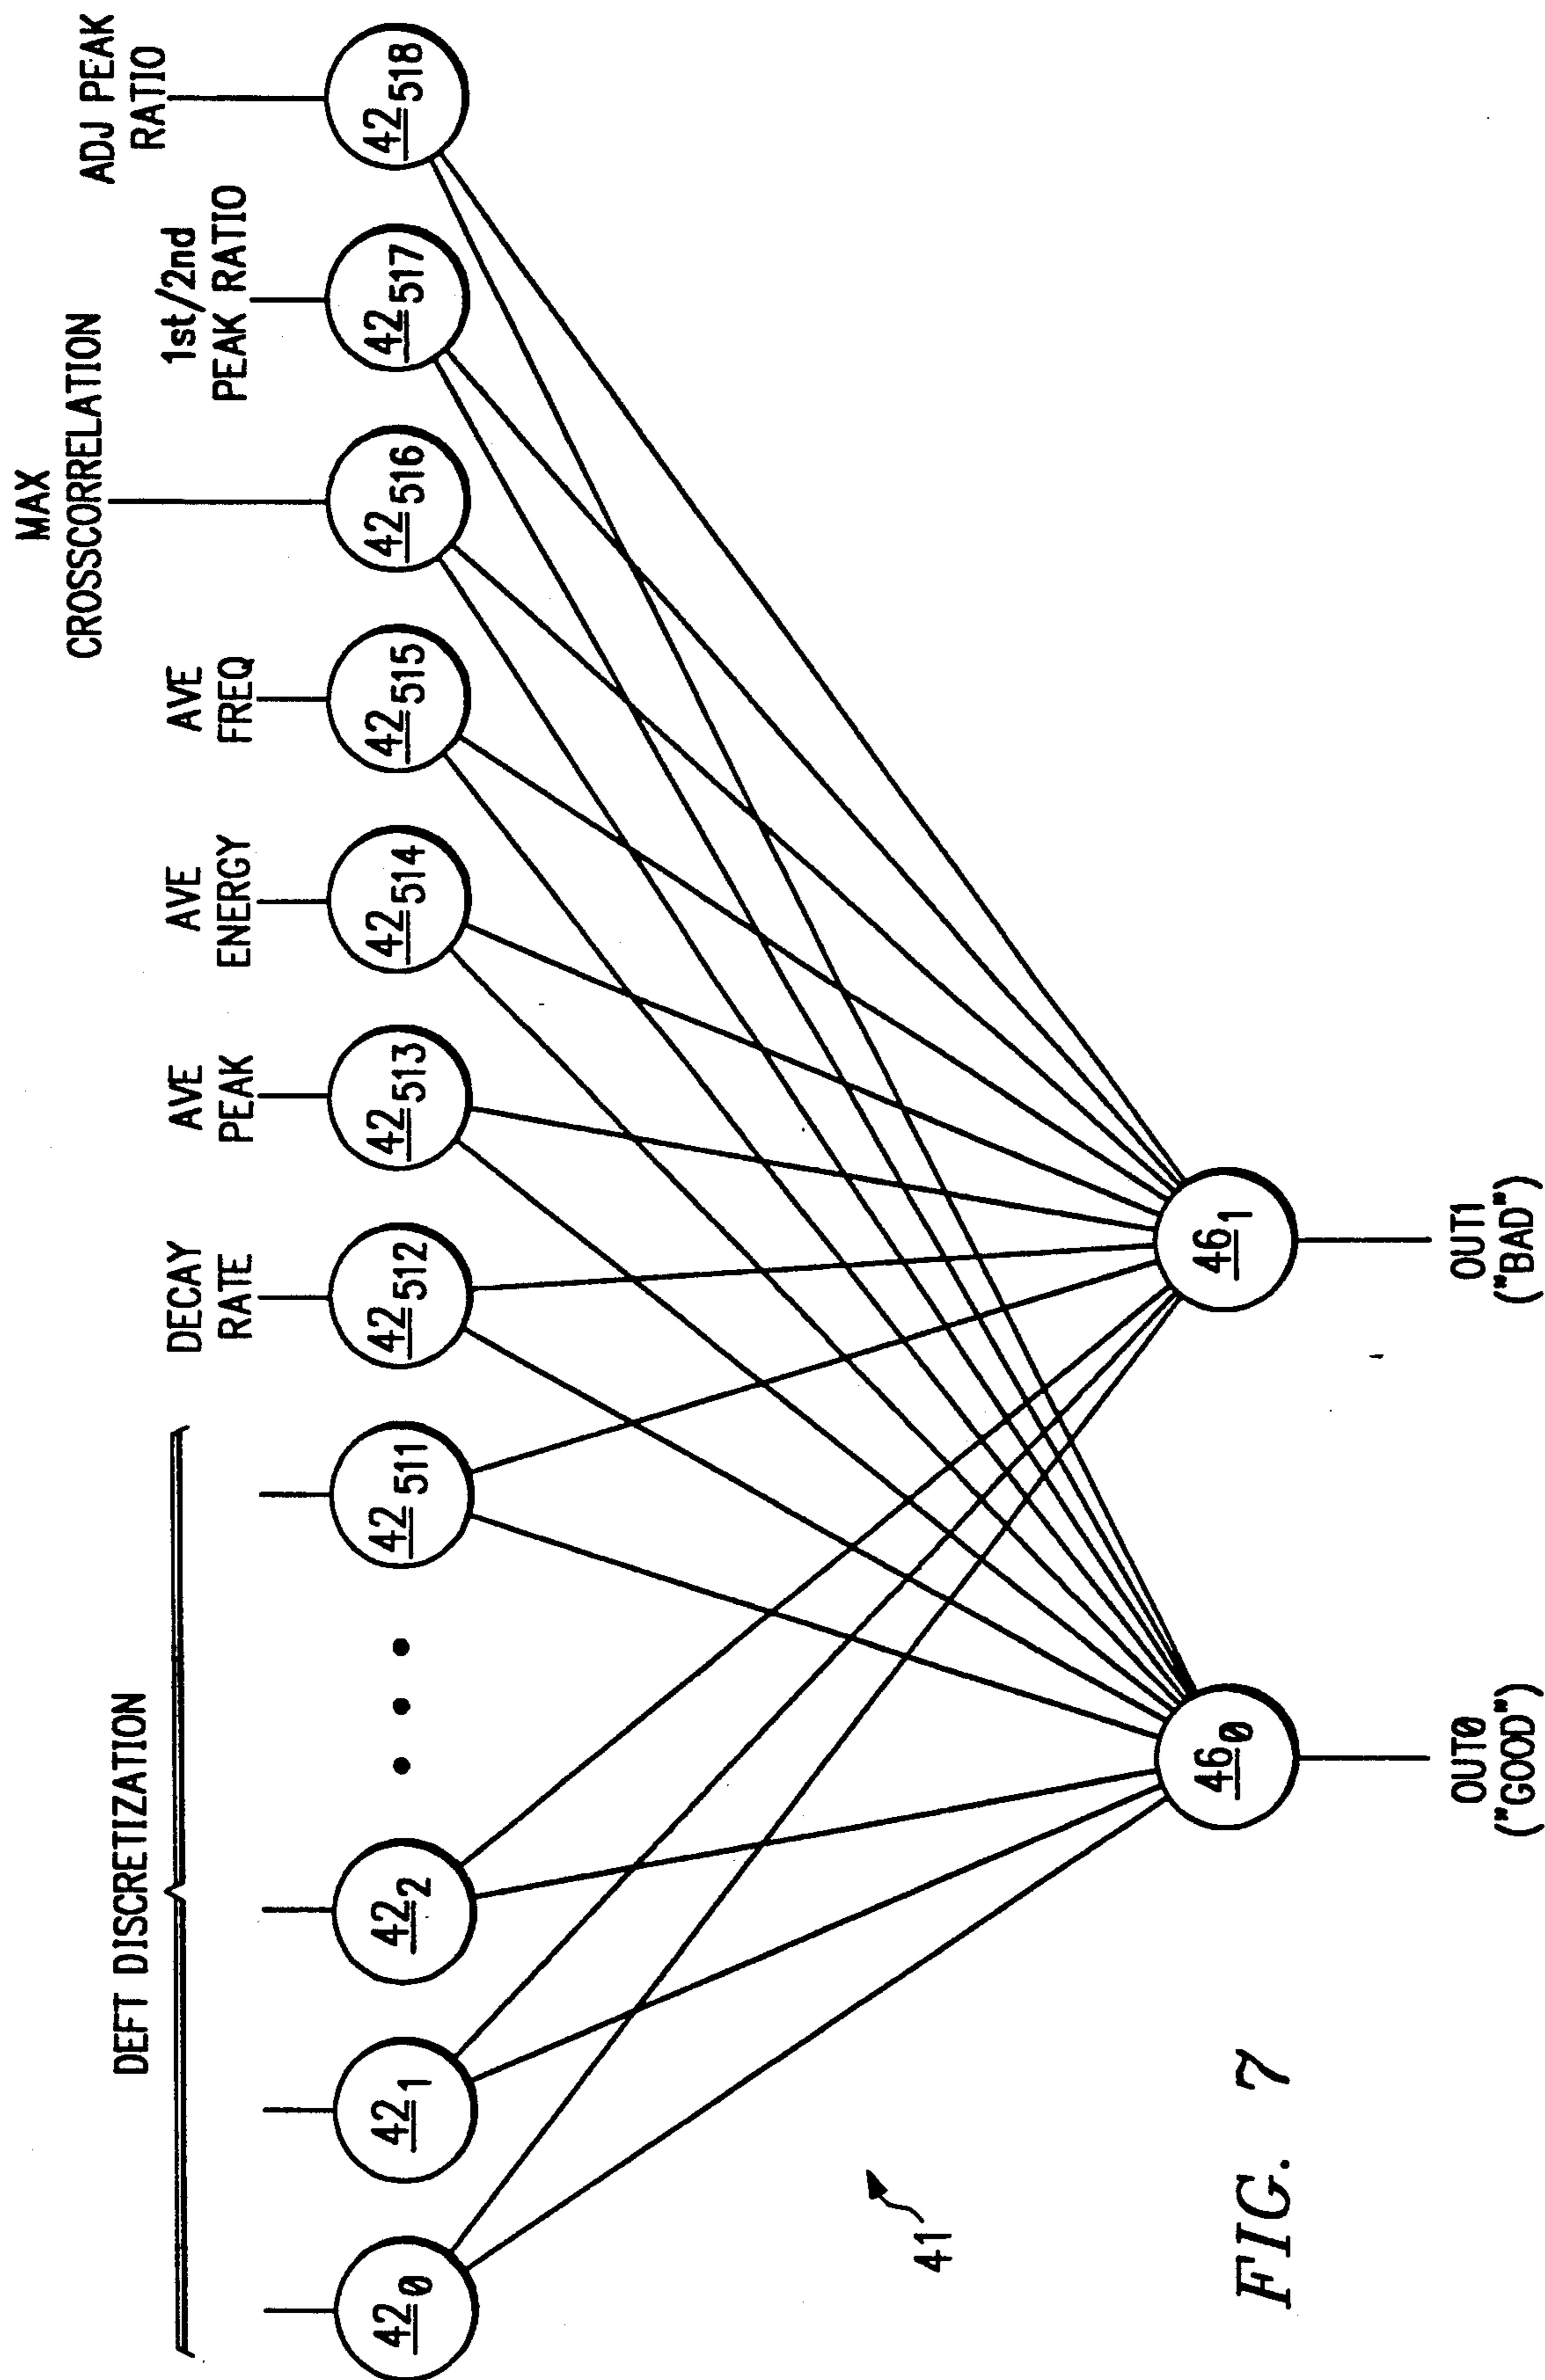 DEFT DISCRETIZATION
DECAY
RATE
AVE
PEAK
AVE
ENERGY
AVE
FREQ
MAX
CROSSCORRELATION
1st/2nd
PEAK RATIO
ADJ PEAK
RATIO
42 0
42 1
42 2
• • •
42 511
42 512
42 513
42 514
42 515
42 516
42 517
42 518
46 0
46 1
41
OUT0
("GOOD")
OUT1
("BAD")
FIG. 7